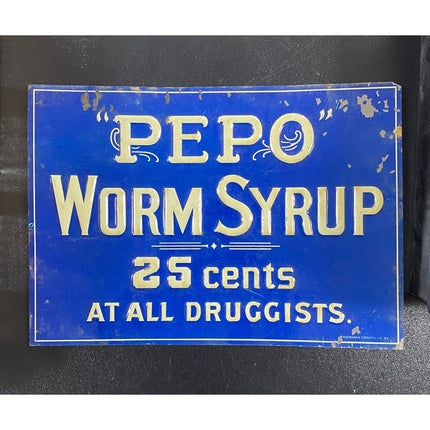 "PEPO"
WORM SYRUP
25 cents
AT ALL DRUGGISTS.